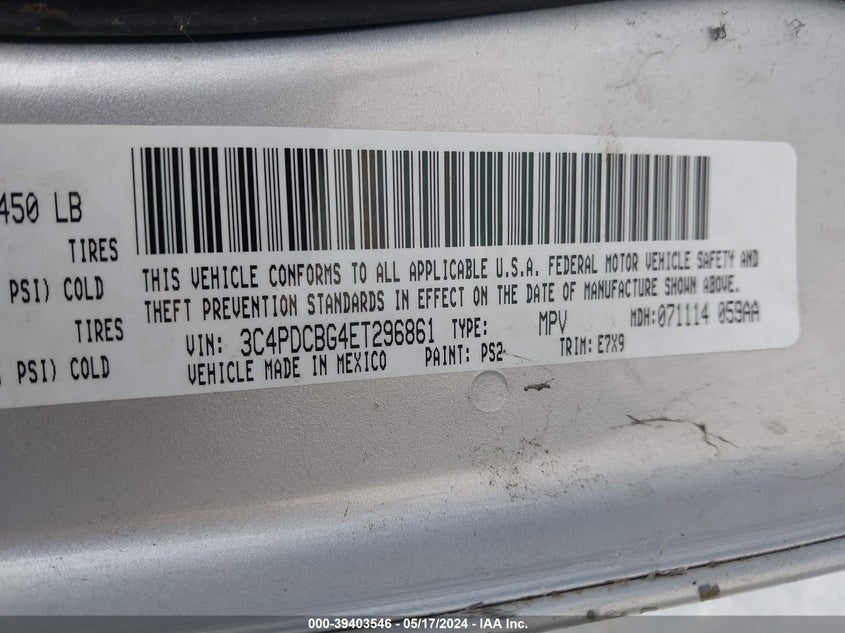 450 LB
TIRES
PSI) COLD
TIRES
PSI) COLD
THIS VEHICLE CONFORMS TO ALL APPLICABLE U.S.A. FEDERAL MOTOR VEHICLE SAFETY AND
THEFT PREVENTION STANDARDS IN EFFECT ON THE DATE OF MANUFACTURE SHOWN ABOVE.
VIN: 3C4PDCBG4ET296861 TYPE: MPV MDH:071114 059AA
VEHICLE MADE IN MEXICO PAINT: PS2 TRIM: E7X9
000-39403546 - 05/17/2024 - IAA Inc.